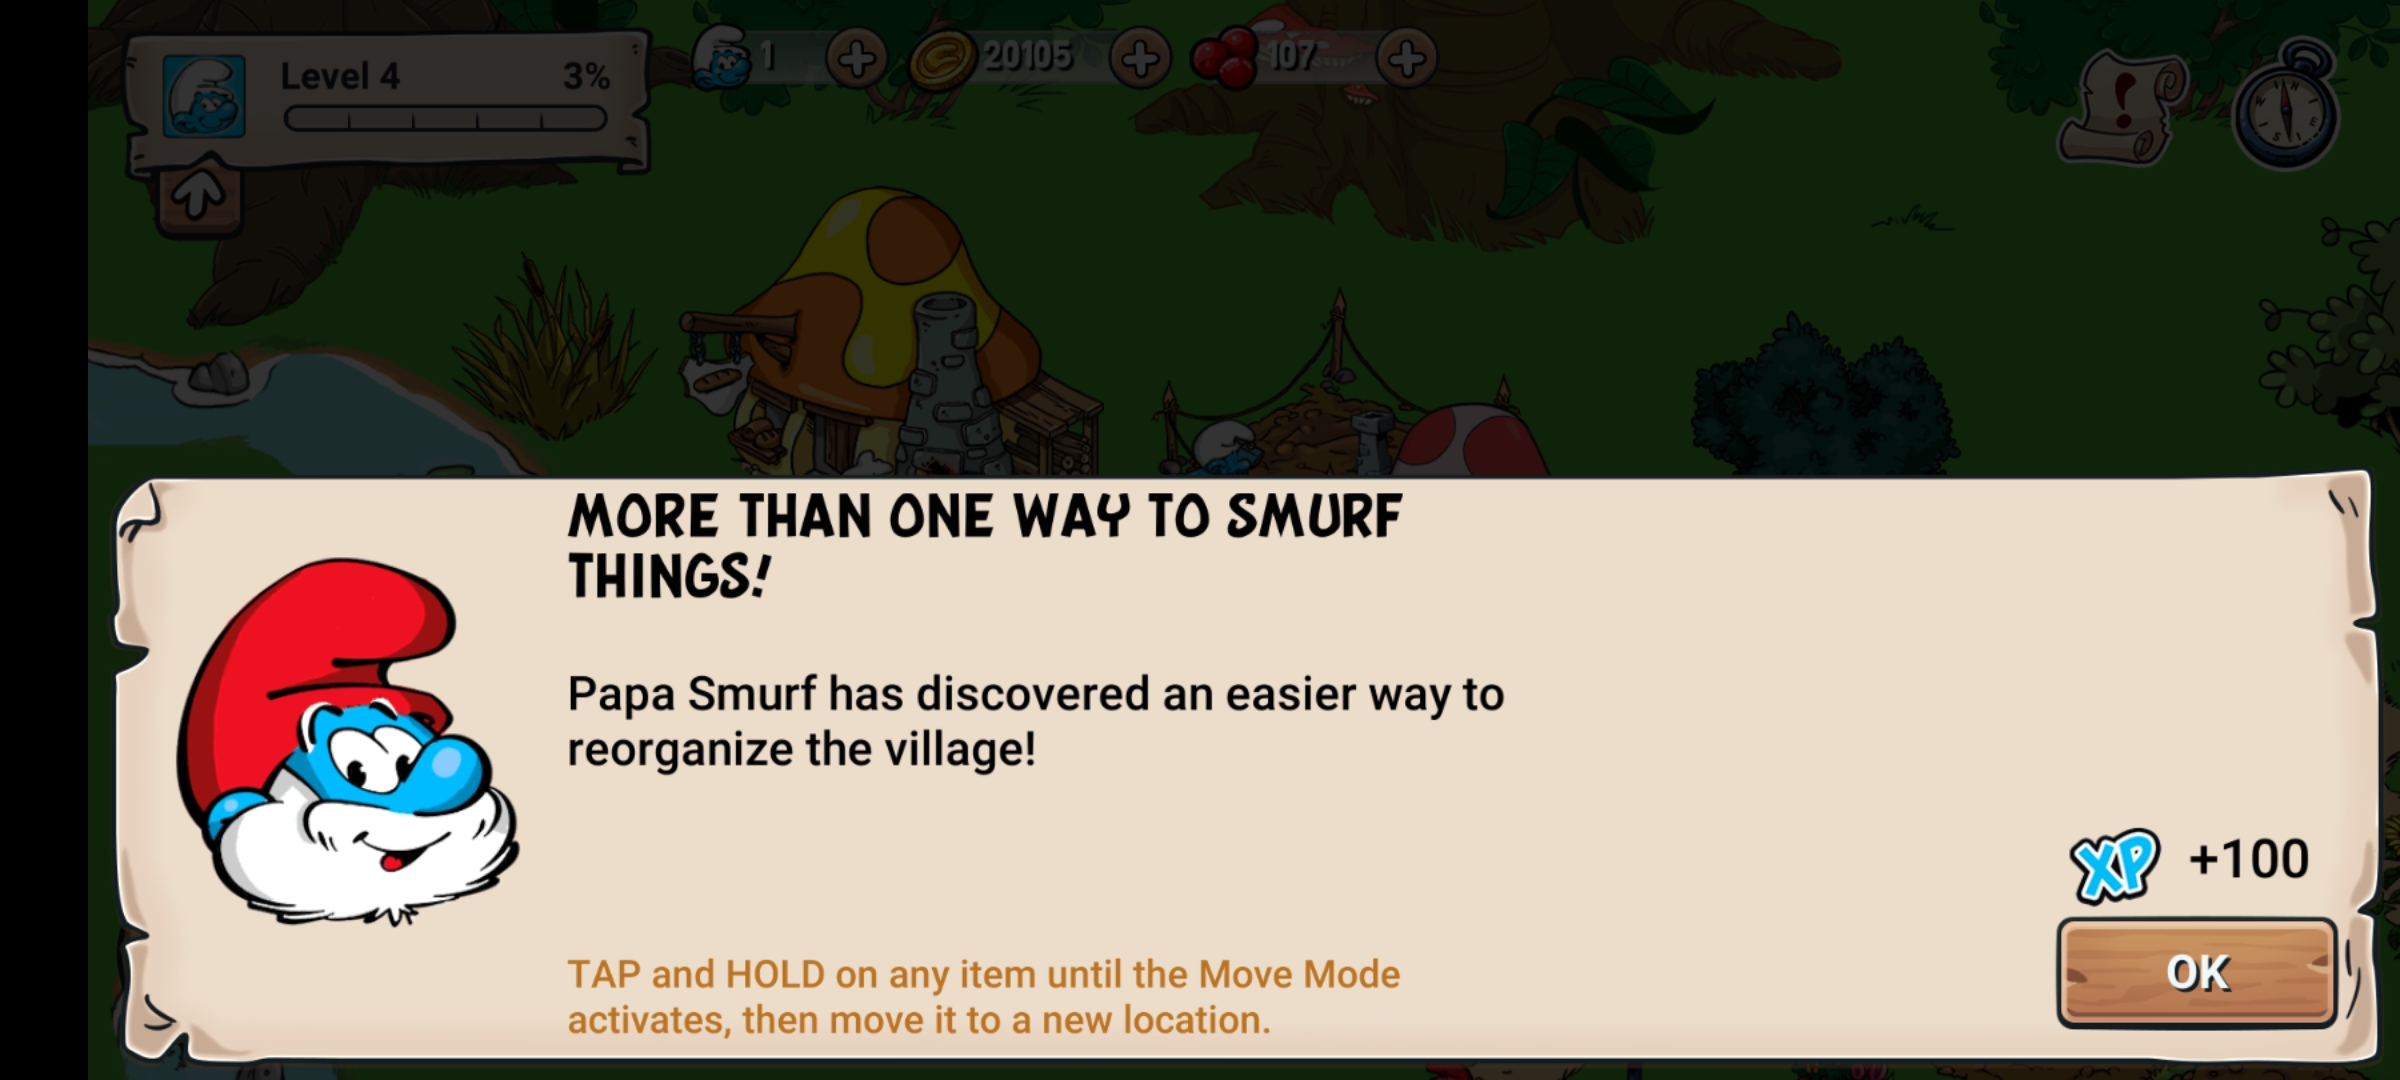 Level 4 3%
1
20105
107
MORE THAN ONE WAY TO SMURF
THINGS!
Papa Smurf has discovered an easier way to
reorganize the village!
XP +100
TAP and HOLD on any item until the Move Mode
activates, then move it to a new location.
OK